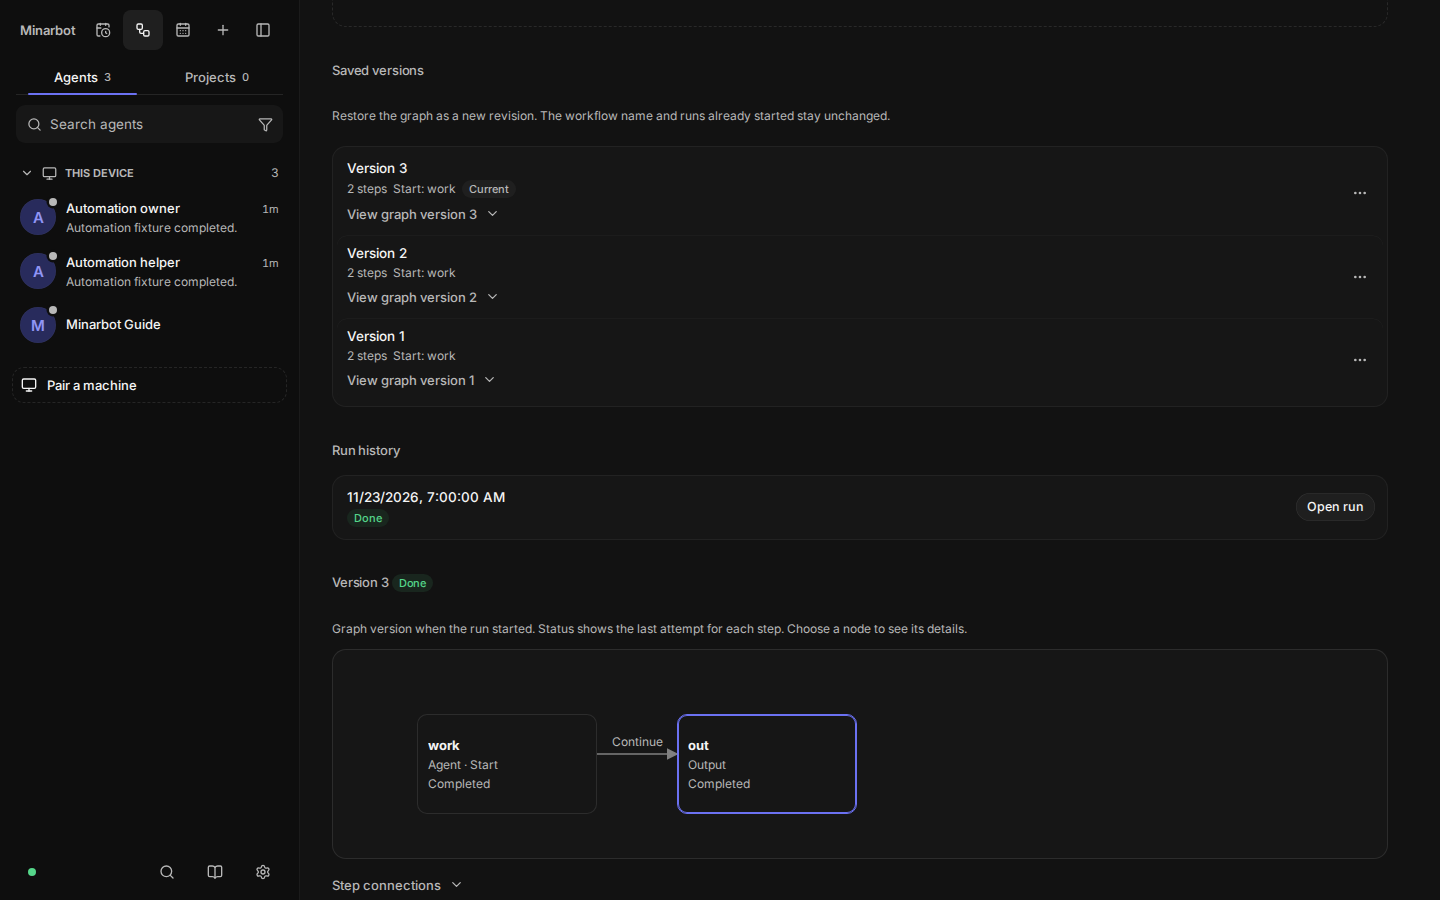 Minarbot
Agents 3
Projects 0
Search agents
THIS DEVICE 3
A
Automation owner 1m
Automation fixture completed.
A
Automation helper 1m
Automation fixture completed.
M
Minarbot Guide
Pair a machine
Saved versions
Restore the graph as a new revision. The workflow name and runs already started stay unchanged.
Version 3
2 steps Start: work Current
View graph version 3
Version 2
2 steps Start: work
View graph version 2
Version 1
2 steps Start: work
View graph version 1
Run history
11/23/2026, 7:00:00 AM
Done
Open run
Version 3 Done
Graph version when the run started. Status shows the last attempt for each step. Choose a node to see its details.
work
Agent · Start
Completed
Continue
out
Output
Completed
Step connections